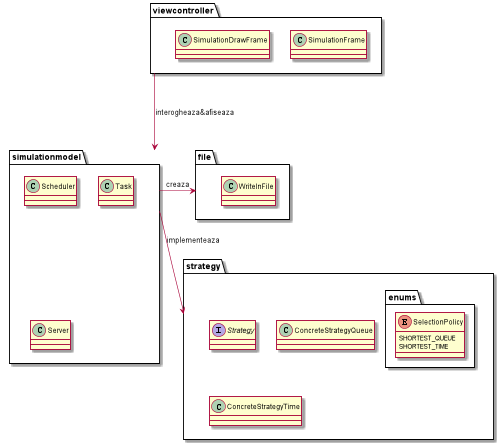 viewcontroller
C SimulationDrawFrame
C SimulationFrame
interogheaza&afiseaza
simulationmodel
C Scheduler
C Task
C Server
creaza
file
C WriteInFile
implementeaza
strategy
I Strategy
C ConcreteStrategyQueue
C ConcreteStrategyTime
enums
E SelectionPolicy
SHORTEST_QUEUE
SHORTEST_TIME